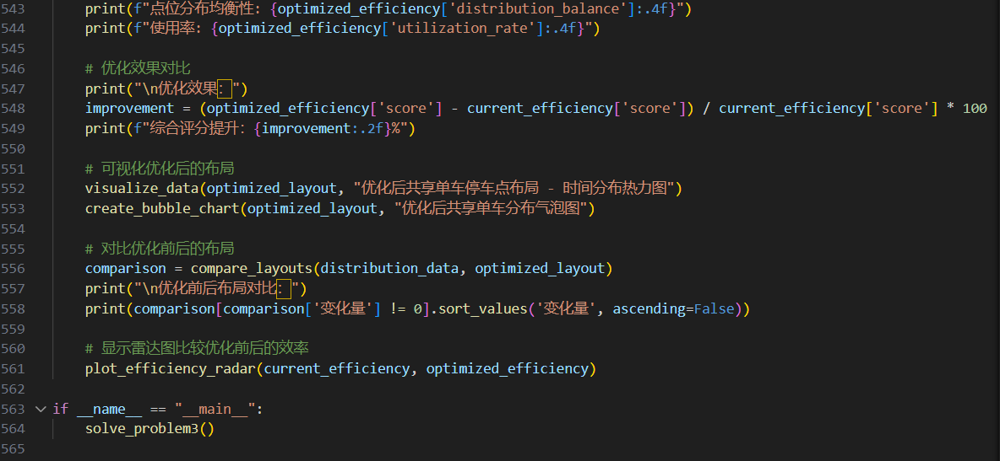 543 print(f"点位分布均衡性: {optimized_efficiency['distribution_balance']:.4f}")
544 print(f"使用率: {optimized_efficiency['utilization_rate']:.4f}")
545
546 # 优化效果对比
547 print("\n优化效果：")
548 improvement = (optimized_efficiency['score'] - current_efficiency['score']) / current_efficiency['score'] * 100
549 print(f"综合评分提升: {improvement:.2f}%")
550
551 # 可视化优化后的布局
552 visualize_data(optimized_layout, "优化后共享单车停车点布局 - 时间分布热力图")
553 create_bubble_chart(optimized_layout, "优化后共享单车分布气泡图")
554
555 # 对比优化前后的布局
556 comparison = compare_layouts(distribution_data, optimized_layout)
557 print("\n优化前后布局对比：")
558 print(comparison[comparison['变化量'] != 0].sort_values('变化量', ascending=False))
559
560 # 显示雷达图比较优化前后的效率
561 plot_efficiency_radar(current_efficiency, optimized_efficiency)
562
563 if __name__ == "__main__":
564 solve_problem3()
565